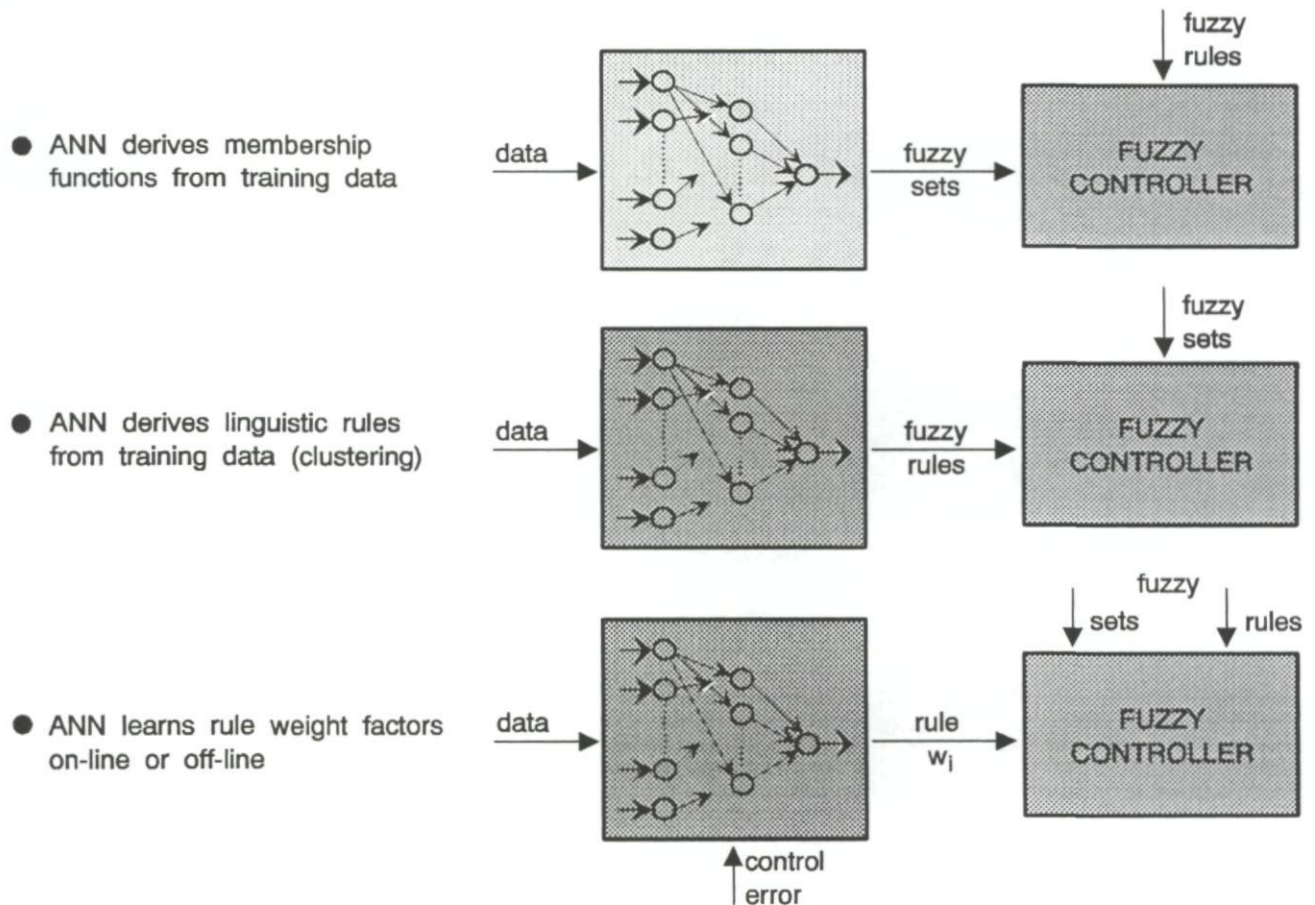 fuzzy
rules
● ANN derives membership
functions from training data
data
fuzzy
sets
FUZZY
CONTROLLER
fuzzy
sets
● ANN derives linguistic rules
from training data (clustering)
data
fuzzy
rules
FUZZY
CONTROLLER
fuzzy
sets
rules
● ANN learns rule weight factors
on-line or off-line
data
rule
wi
FUZZY
CONTROLLER
control
error